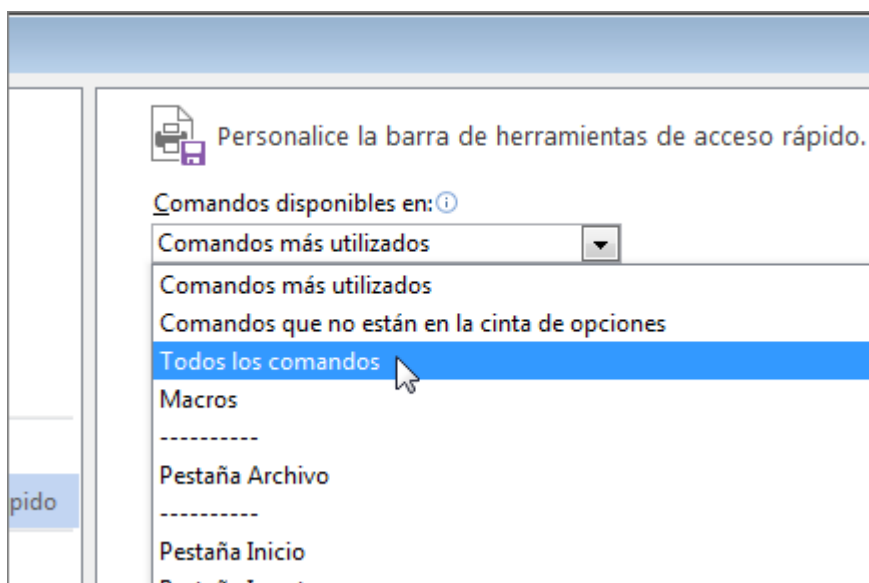 Personalice la barra de herramientas de acceso rápido.
Comandos disponibles en:
Comandos más utilizados
Comandos más utilizados
Comandos que no están en la cinta de opciones
Todos los comandos
Macros
----------
Pestaña Archivo
----------
pido
Pestaña Inicio